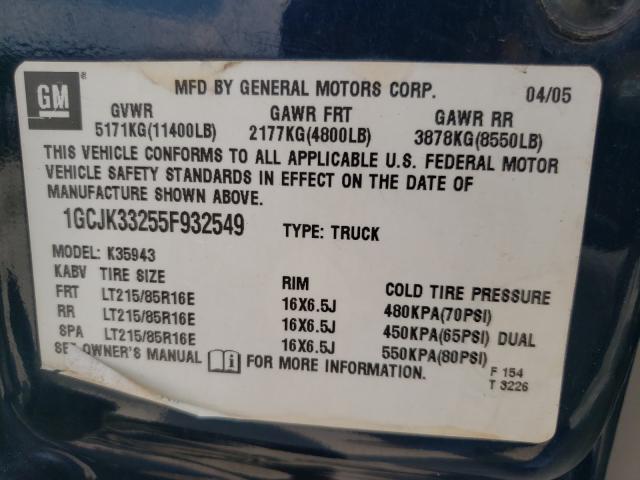 GM ®
MFD BY GENERAL MOTORS CORP. 04/05
GVWR GAWR FRT GAWR RR
5171KG(11400LB) 2177KG(4800LB) 3878KG(8550LB)
THIS VEHICLE CONFORMS TO ALL APPLICABLE U.S. FEDERAL MOTOR
VEHICLE SAFETY STANDARDS IN EFFECT ON THE DATE OF
MANUFACTURE SHOWN ABOVE.
1GCJK33255F932549 TYPE: TRUCK
MODEL: K35943
KABV TIRE SIZE RIM COLD TIRE PRESSURE
FRT LT215/85R16E 16X6.5J 480KPA(70PSI)
RR LT215/85R16E 16X6.5J 450KPA(65PSI) DUAL
SPA LT215/85R16E 16X6.5J 550KPA(80PSI)
SEE OWNER'S MANUAL FOR MORE INFORMATION.
F 154
T 3226